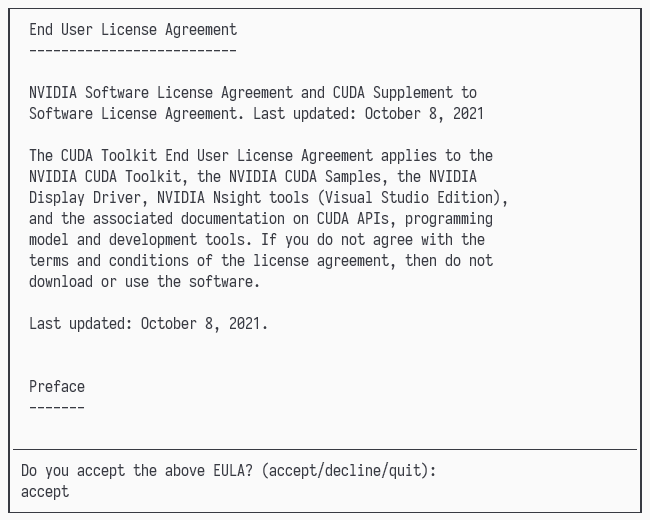 End User License Agreement
--------------------------
NVIDIA Software License Agreement and CUDA Supplement to
Software License Agreement. Last updated: October 8, 2021
The CUDA Toolkit End User License Agreement applies to the
NVIDIA CUDA Toolkit, the NVIDIA CUDA Samples, the NVIDIA
Display Driver, NVIDIA Nsight tools (Visual Studio Edition),
and the associated documentation on CUDA APIs, programming
model and development tools. If you do not agree with the
terms and conditions of the license agreement, then do not
download or use the software.
Last updated: October 8, 2021.
Preface
-------
Do you accept the above EULA? (accept/decline/quit):
accept